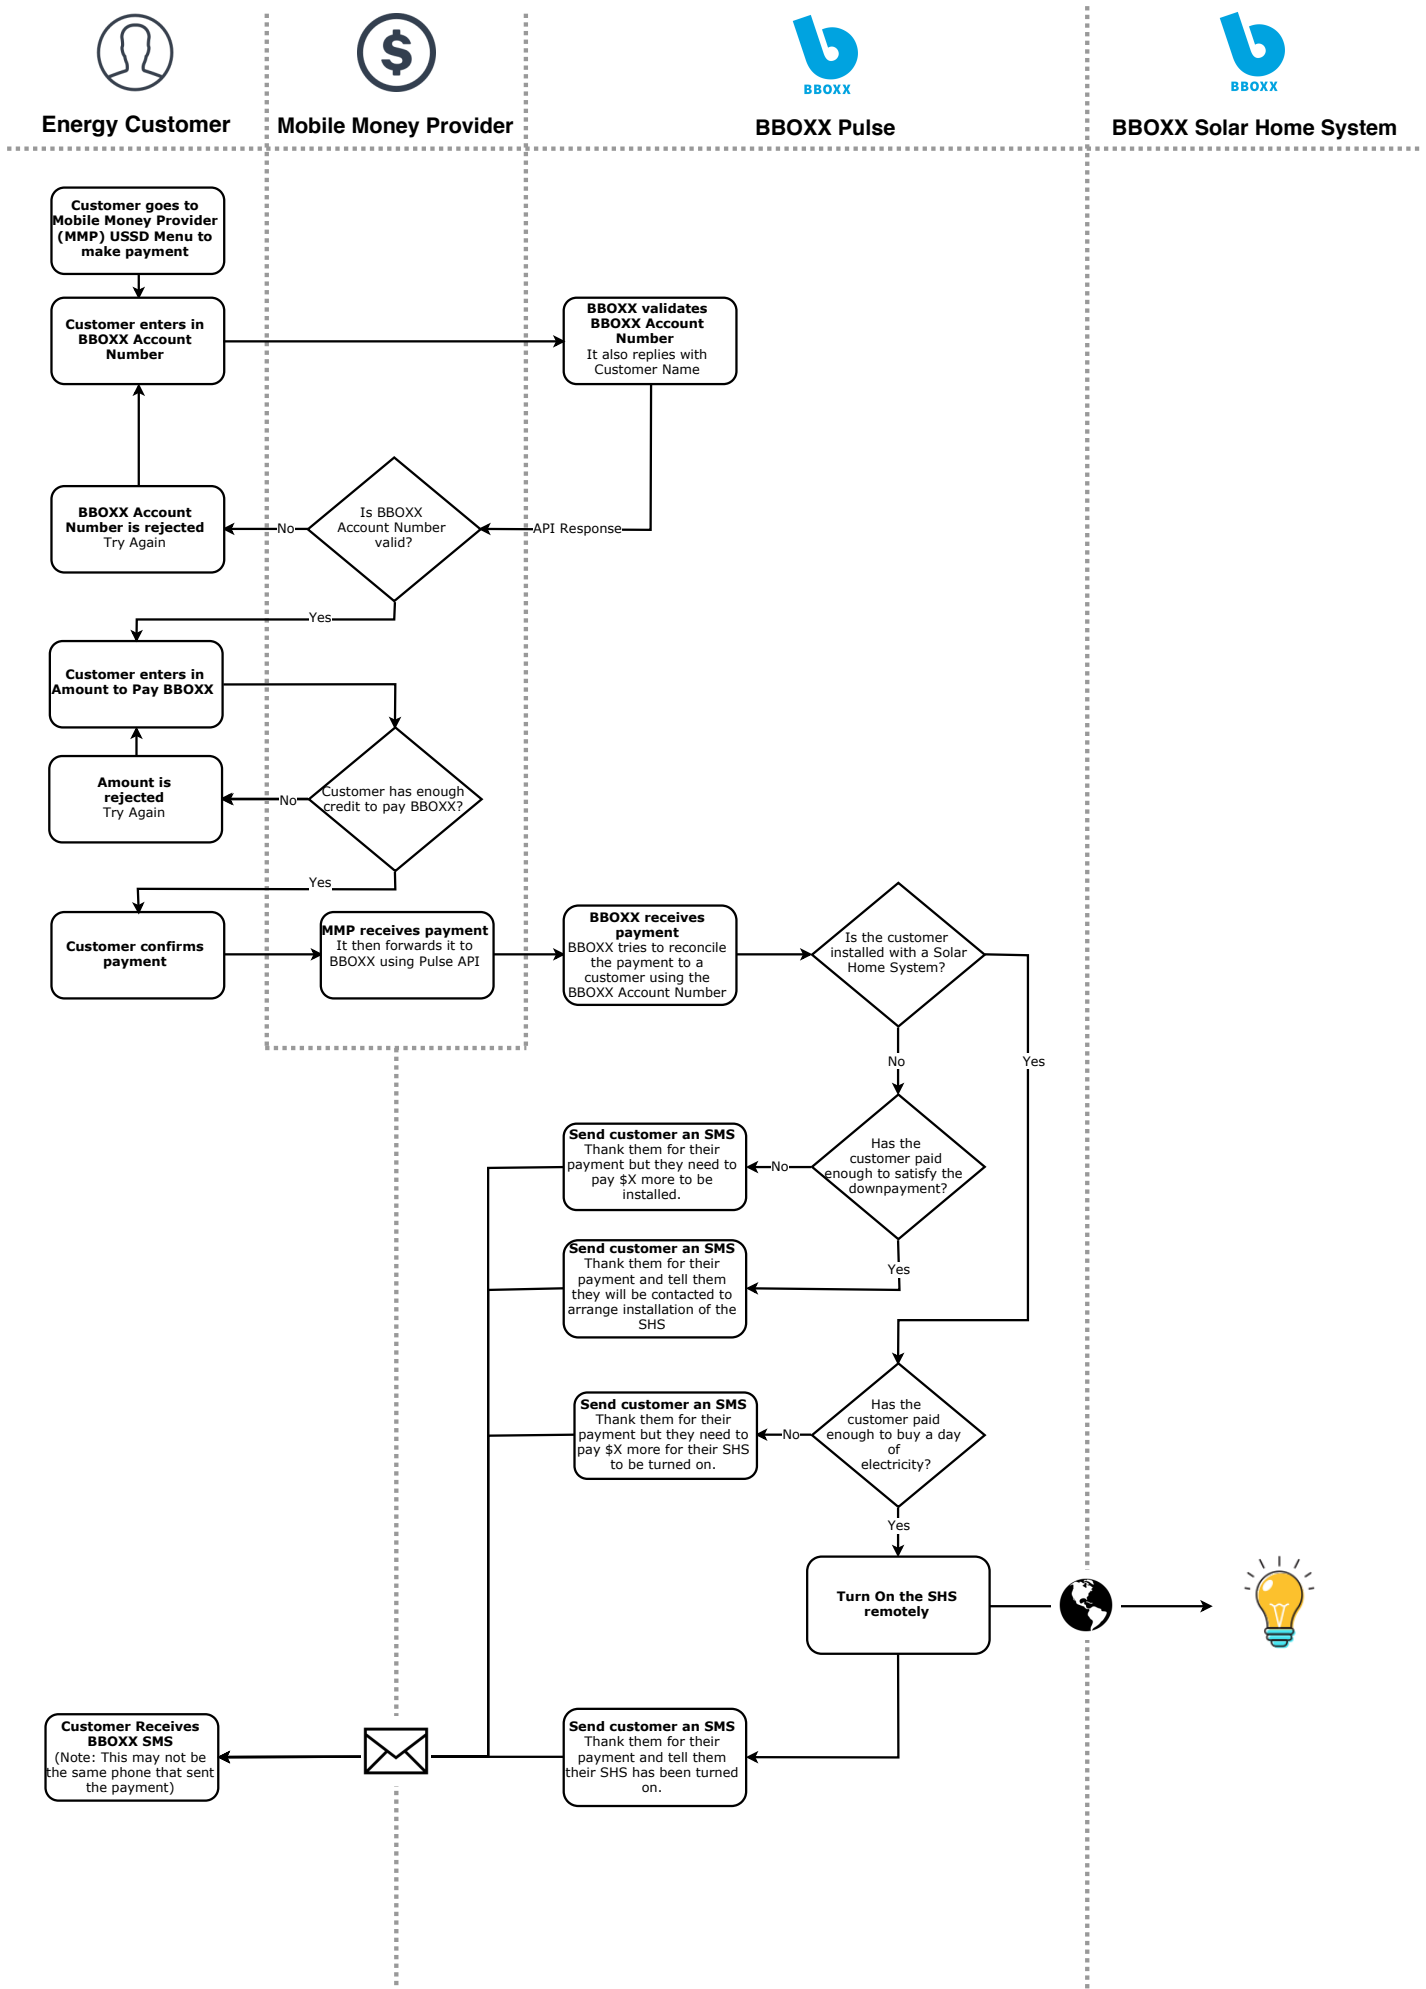 BBOXX
BBOXX
Energy Customer
Mobile Money Provider
BBOXX Pulse
BBOXX Solar Home System
Customer goes to
Mobile Money Provider
(MMP) USSD Menu to
make payment
Customer enters in
BBOXX Account
Number
BBOXX validates
BBOXX Account
Number
It also replies with
Customer Name
BBOXX Account
Number is rejected
Try Again
No
Is BBOXX
Account Number
valid?
API Response
Yes
Customer enters in
Amount to Pay BBOXX
Amount is
rejected
Try Again
No
Customer has enough
credit to pay BBOXX?
Yes
Customer confirms
payment
MMP receives payment
It then forwards it to
BBOXX using Pulse API
BBOXX receives
payment
BBOXX tries to reconcile
the payment to a
customer using the
BBOXX Account Number
Is the customer
installed with a Solar
Home System?
No
Yes
Send customer an SMS
Thank them for their
payment but they need to
pay $X more to be
installed.
No
Has the
customer paid
enough to satisfy the
downpayment?
Send customer an SMS
Thank them for their
payment and tell them
they will be contacted to
arrange installation of the
SHS
Yes
Send customer an SMS
Thank them for their
payment but they need to
pay $X more for their SHS
to be turned on.
No
Has the
customer paid
enough to buy a day
of
electricity?
Yes
Turn On the SHS
remotely
Customer Receives
BBOXX SMS
(Note: This may not be
the same phone that sent
the payment)
Send customer an SMS
Thank them for their
payment and tell them
their SHS has been turned
on.